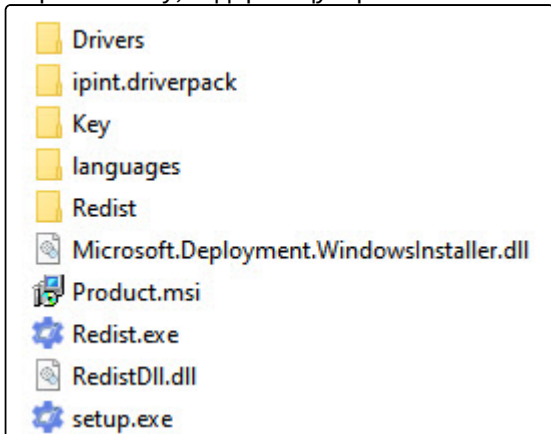 Drivers
ipint.driverpack
Key
languages
Redist
Microsoft.Deployment.WindowsInstaller.dll
Product.msi
Redist.exe
RedistDll.dll
setup.exe